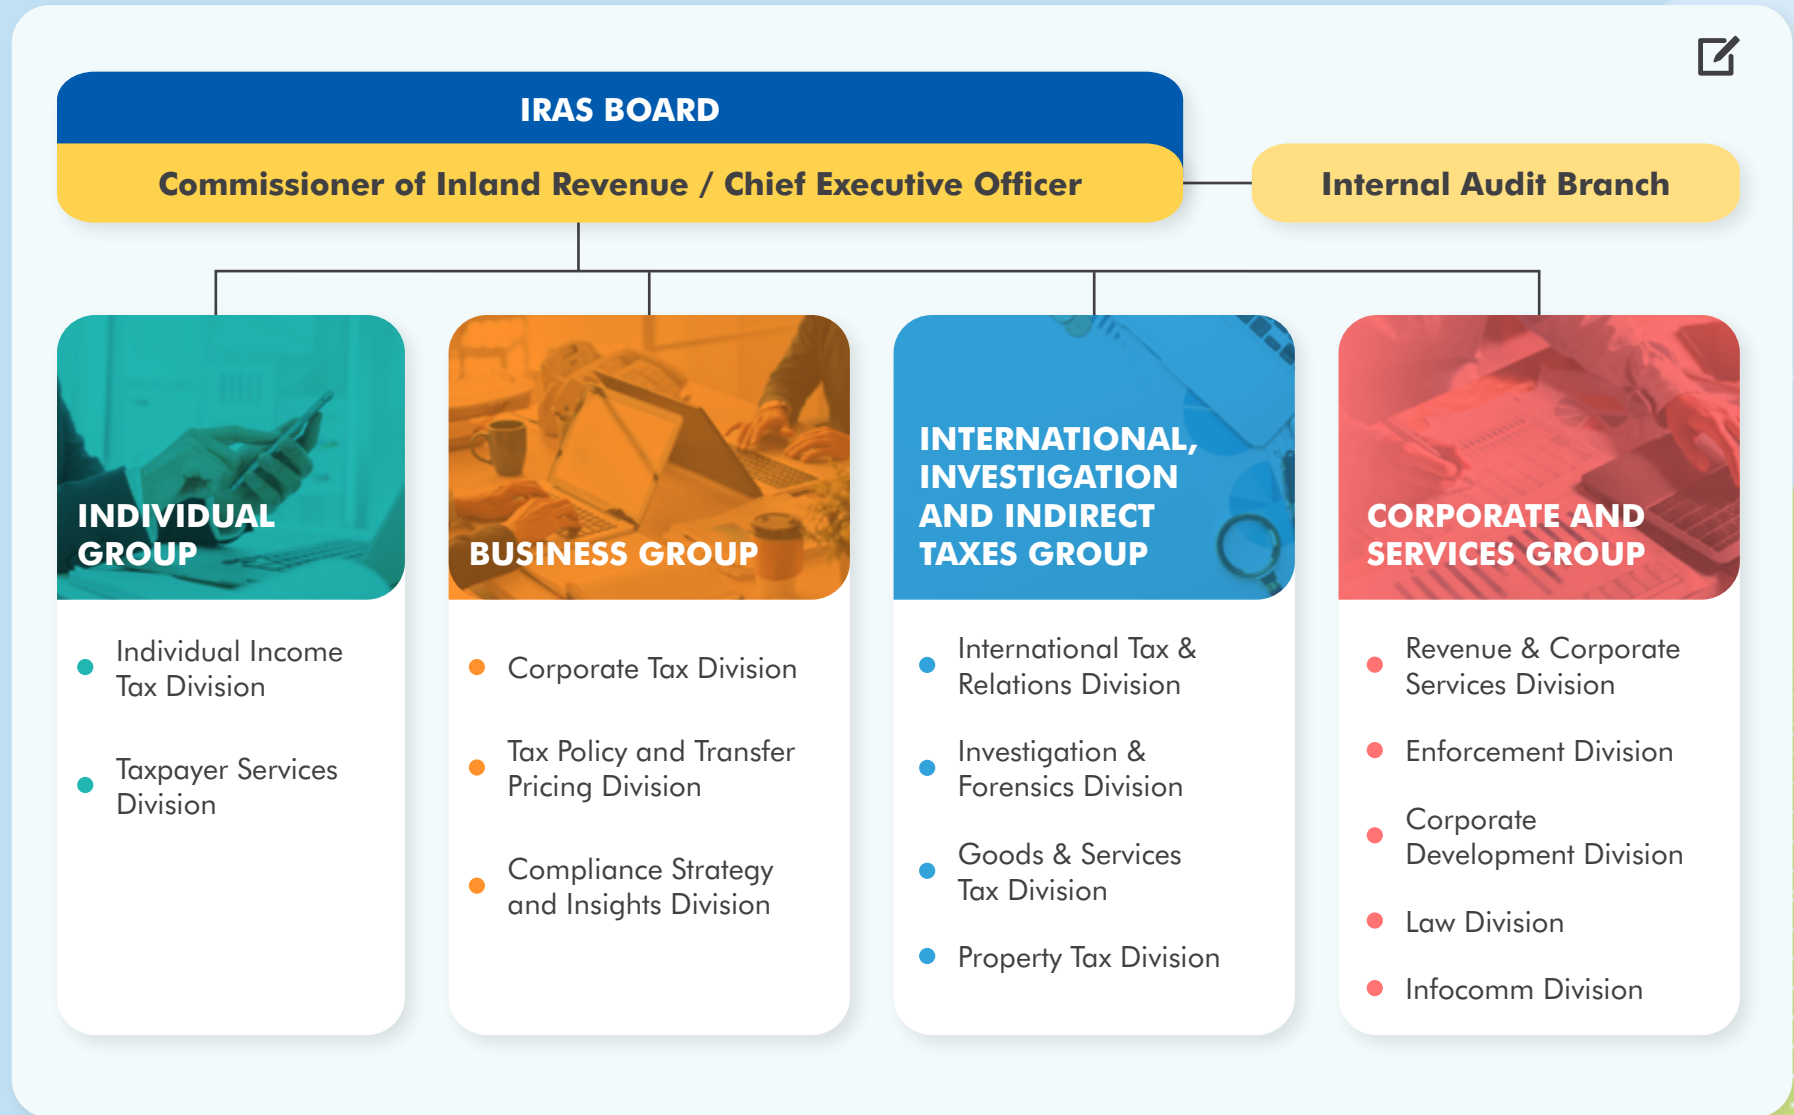 IRAS BOARD
Commissioner of Inland Revenue / Chief Executive Officer
Internal Audit Branch
INDIVIDUAL
GROUP
Individual Income
Tax Division
Taxpayer Services
Division
BUSINESS GROUP
Corporate Tax Division
Tax Policy and Transfer
Pricing Division
Compliance Strategy
and Insights Division
INTERNATIONAL,
INVESTIGATION
AND INDIRECT
TAXES GROUP
International Tax &
Relations Division
Investigation &
Forensics Division
Goods & Services
Tax Division
Property Tax Division
CORPORATE AND
SERVICES GROUP
Revenue & Corporate
Services Division
Enforcement Division
Corporate
Development Division
Law Division
Infocomm Division